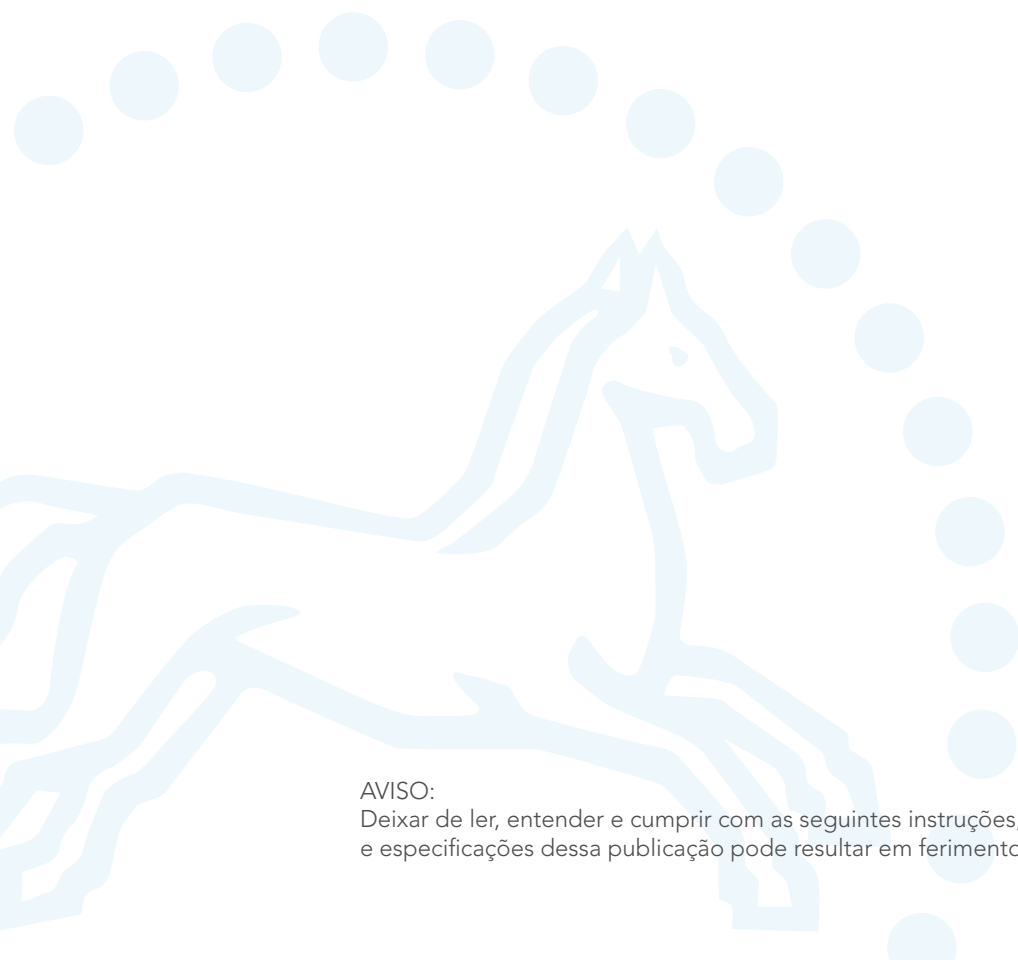 AVISO:
Deixar de ler, entender e cumprir com as seguintes instruções,
e especificações dessa publicação pode resultar em ferimento